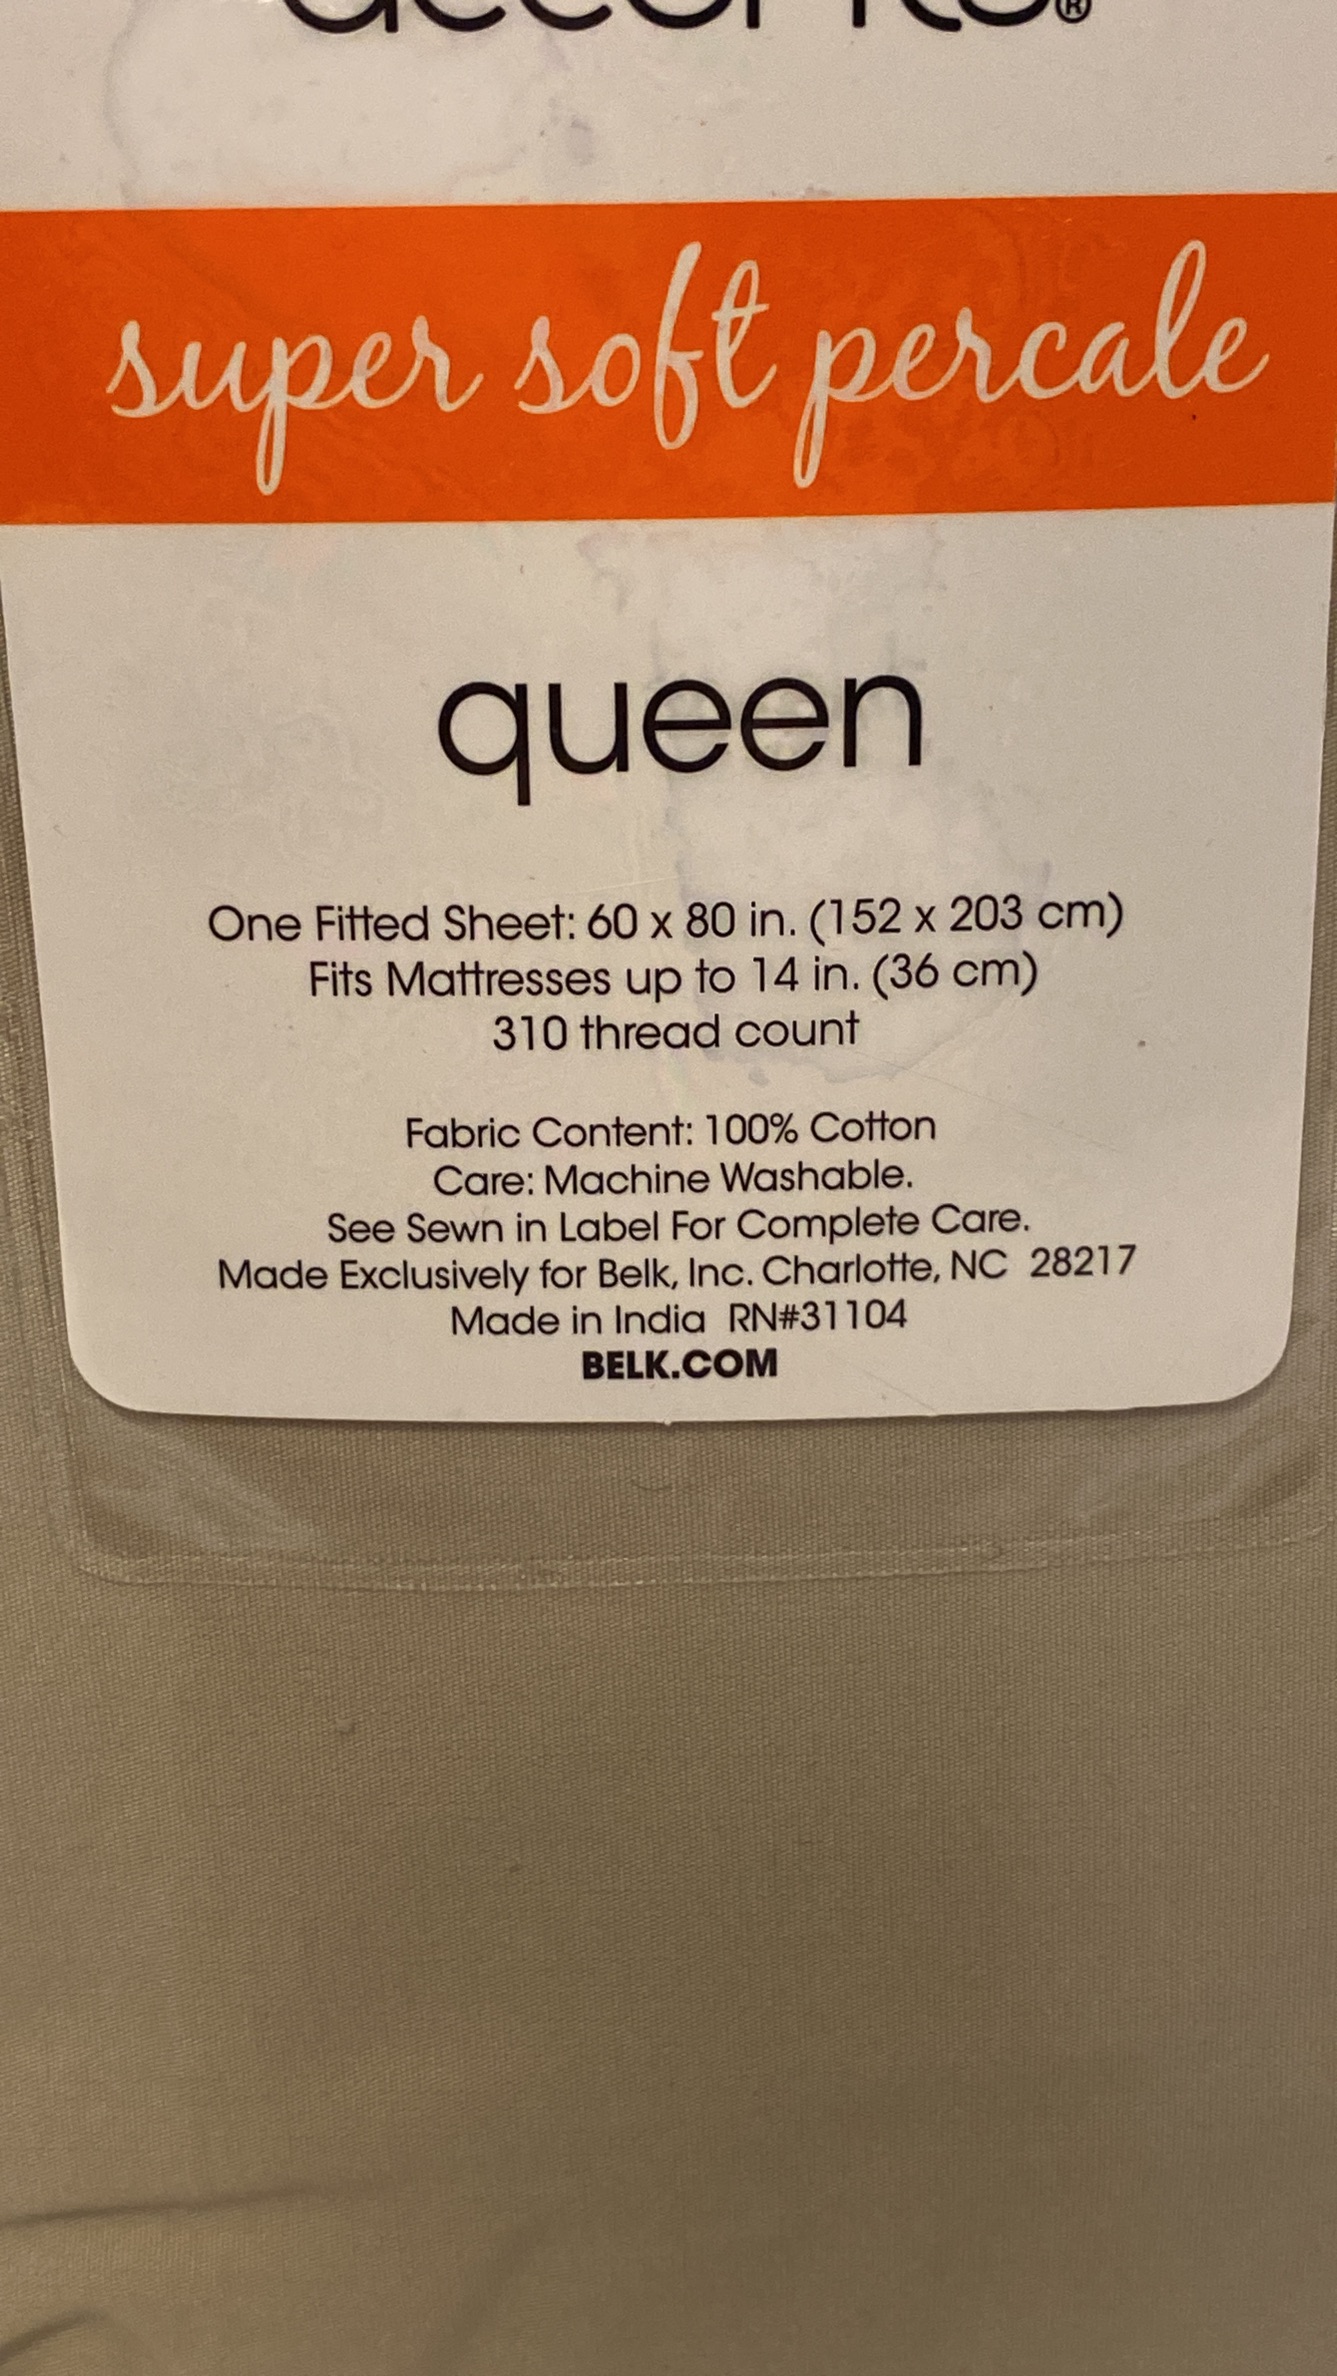 ®
super soft percale
queen
One Fitted Sheet: 60 x 80 in. (152 x 203 cm)
Fits Mattresses up to 14 in. (36 cm)
310 thread count
Fabric Content: 100% Cotton
Care: Machine Washable.
See Sewn in Label For Complete Care.
Made Exclusively for Belk, Inc. Charlotte, NC 28217
Made in India RN#31104
BELK.COM